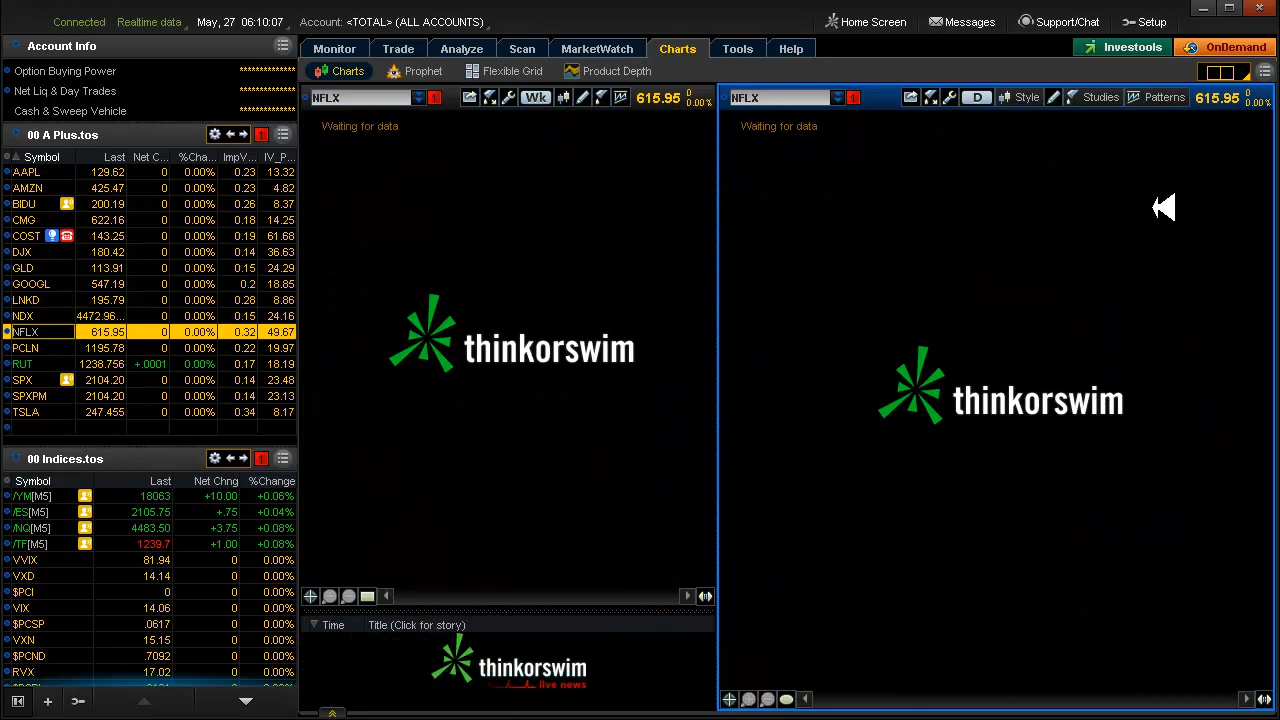 Connected Realtime data May, 27 06:10:07 Account: <TOTAL> (ALL ACCOUNTS) Home Screen Messages Support/Chat Setup
Account Info
Option Buying Power **************
Net Liq & Day Trades **************
Cash & Sweep Vehicle **************
Monitor Trade Analyze Scan MarketWatch Charts Tools Help Investools OnDemand
Charts Prophet Flexible Grid Product Depth
NFLX 1 Wk 615.95 0 0.00%
NFLX 1 D Style Studies Patterns 615.95 0 0.00%
Waiting for data
Waiting for data
00 A Plus.tos 1
Symbol Last Net C... %Cha... ImpV... IV_P...
AAPL 129.62 0 0.00% 0.23 13.32
AMZN 425.47 0 0.00% 0.23 4.82
BIDU 200.19 0 0.00% 0.26 8.37
CMG 622.16 0 0.00% 0.18 14.25
COST 143.25 0 0.00% 0.19 61.68
DJX 180.42 0 0.00% 0.14 36.63
GLD 113.91 0 0.00% 0.15 24.29
GOOGL 547.19 0 0.00% 0.2 18.85
LNKD 195.79 0 0.00% 0.28 8.86
NDX 4472.96... 0 0.00% 0.15 24.16
NFLX 615.95 0 0.00% 0.32 49.67
PCLN 1195.78 0 0.00% 0.22 19.97
RUT 1238.756 +.0001 0.00% 0.17 18.19
SPX 2104.20 0 0.00% 0.14 23.48
SPXPM 2104.20 0 0.00% 0.14 23.13
TSLA 247.455 0 0.00% 0.34 8.17
thinkorswim
thinkorswim
00 Indices.tos 1
Symbol Last Net Chng %Change
/YM[M5] 18063 +10.00 +0.06%
/ES[M5] 2105.75 +.75 +0.04%
/NQ[M5] 4483.50 +3.75 +0.08%
/TF[M5] 1239.7 +1.00 +0.08%
VVIX 81.94 0 0.00%
VXD 14.14 0 0.00%
$PCI 0 0 0.00%
VIX 14.06 0 0.00%
$PCSP .0617 0 0.00%
VXN 15.15 0 0.00%
$PCND .7092 0 0.00%
RVX 17.02 0 0.00%
Time Title (Click for story)
thinkorswim
live news